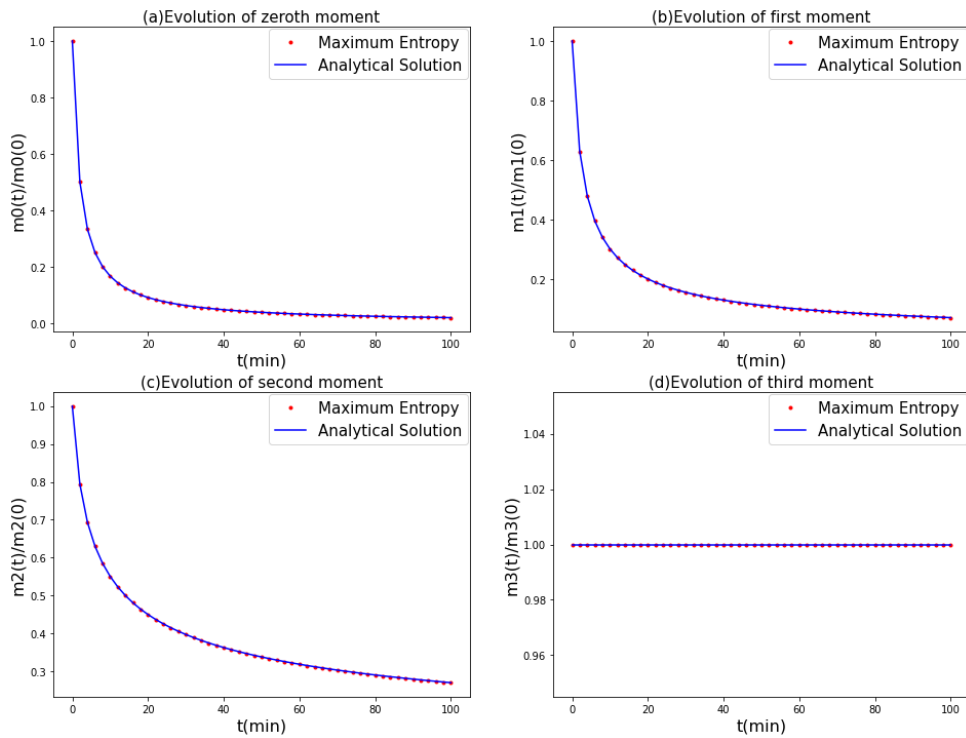 (a)Evolution of zeroth moment
m0(t)/m0(0)
1.0
0.8
0.6
0.4
0.2
0.0
Maximum Entropy
Analytical Solution
0 20 40 60 80 100
t(min)
(b)Evolution of first moment
m1(t)/m1(0)
1.0
0.8
0.6
0.4
0.2
Maximum Entropy
Analytical Solution
0 20 40 60 80 100
t(min)
(c)Evolution of second moment
m2(t)/m2(0)
1.0
0.9
0.8
0.7
0.6
0.5
0.4
0.3
Maximum Entropy
Analytical Solution
0 20 40 60 80 100
t(min)
(d)Evolution of third moment
m3(t)/m3(0)
1.04
1.02
1.00
0.98
0.96
Maximum Entropy
Analytical Solution
0 20 40 60 80 100
t(min)